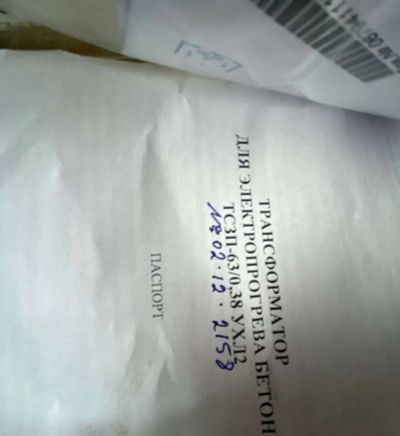 ТРАНСФОРМАТОР
ДЛЯ ЭЛЕКТРОПРОГРЕВА БЕТОН
ТСЗП-63/0,38 УХЛ2
№ 02.12.2158
ПАСПОРТ